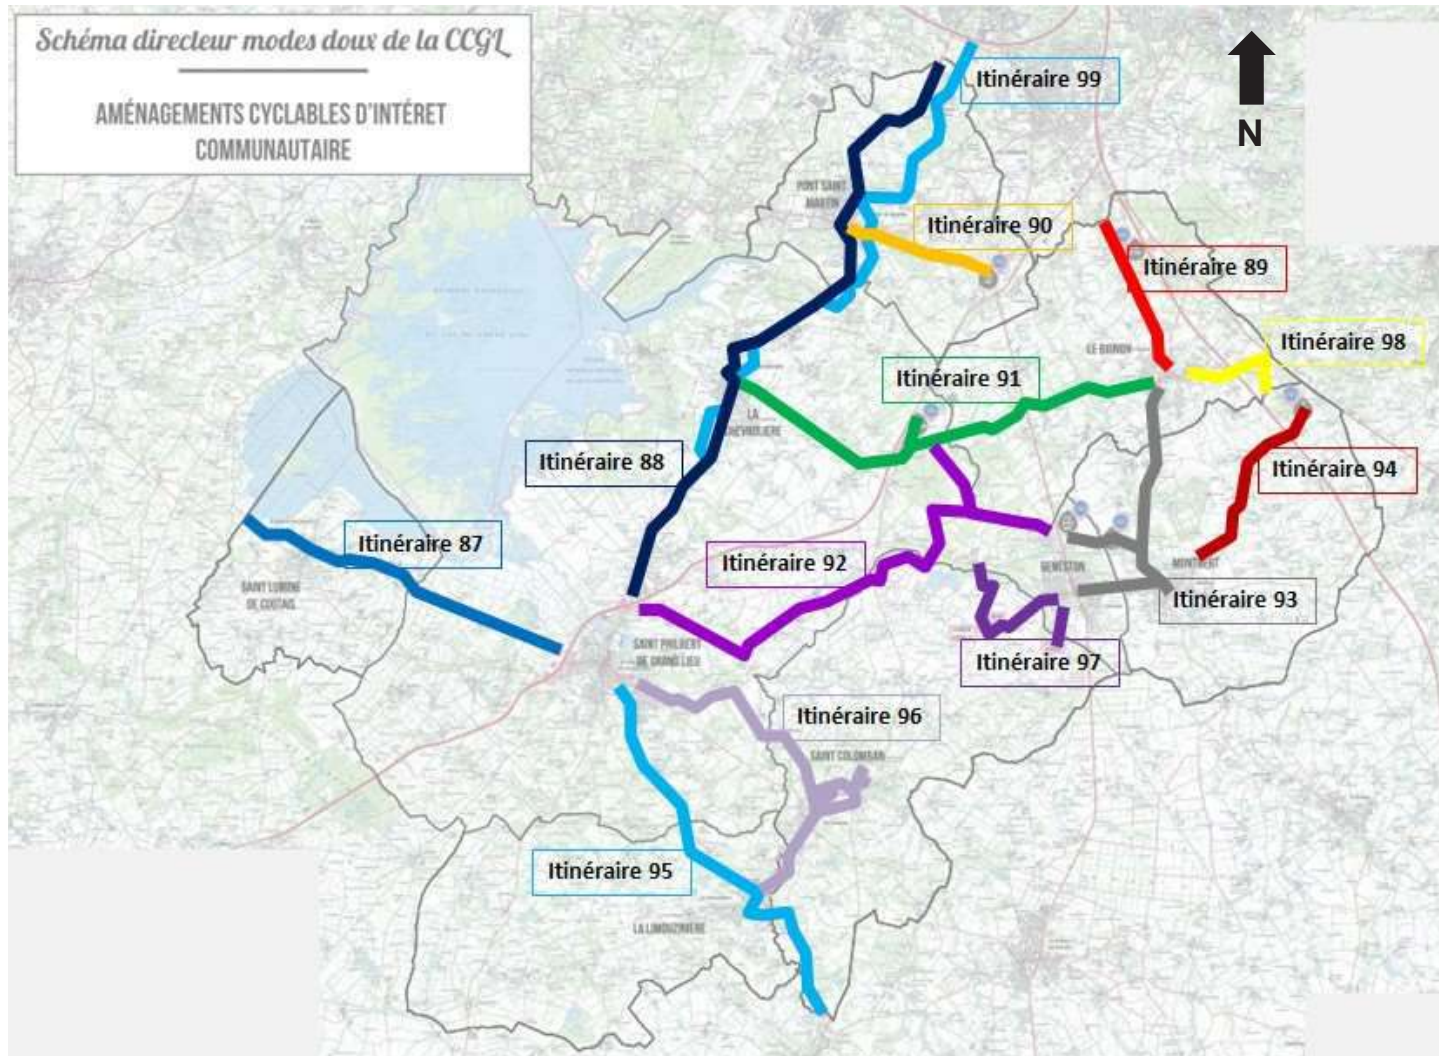 Schéma directeur modes doux de la CCGL
AMÉNAGEMENTS CYCLABLES D'INTÉRET
COMMUNAUTAIRE
N
Itinéraire 99
PONT SAINT
MARTIN
Itinéraire 90
Itinéraire 89
LE BIGNON
Itinéraire 98
Itinéraire 91
LA
CHEVROLIERE
Itinéraire 88
Itinéraire 94
Itinéraire 87
Itinéraire 92
GENESTON
MONTBERT
SAINT LUMINE
DE COUTAIS
Itinéraire 93
SAINT PHILBERT
DE GRAND LIEU
Itinéraire 97
Itinéraire 96
SAINT COLOMBAN
Itinéraire 95
LA LIMOUZINIERE